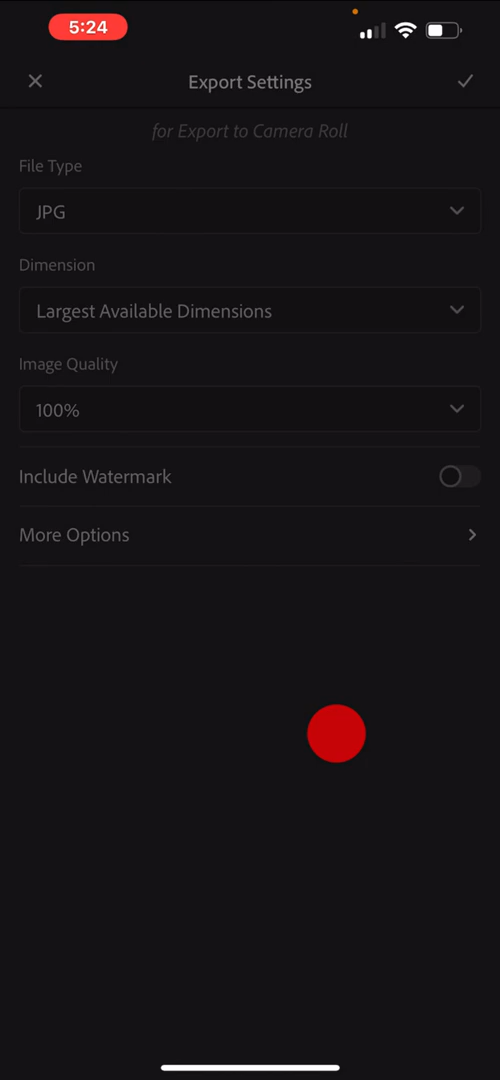 5:24
Export Settings
for Export to Camera Roll
File Type
JPG
Dimension
Largest Available Dimensions
Image Quality
100%
Include Watermark
More Options